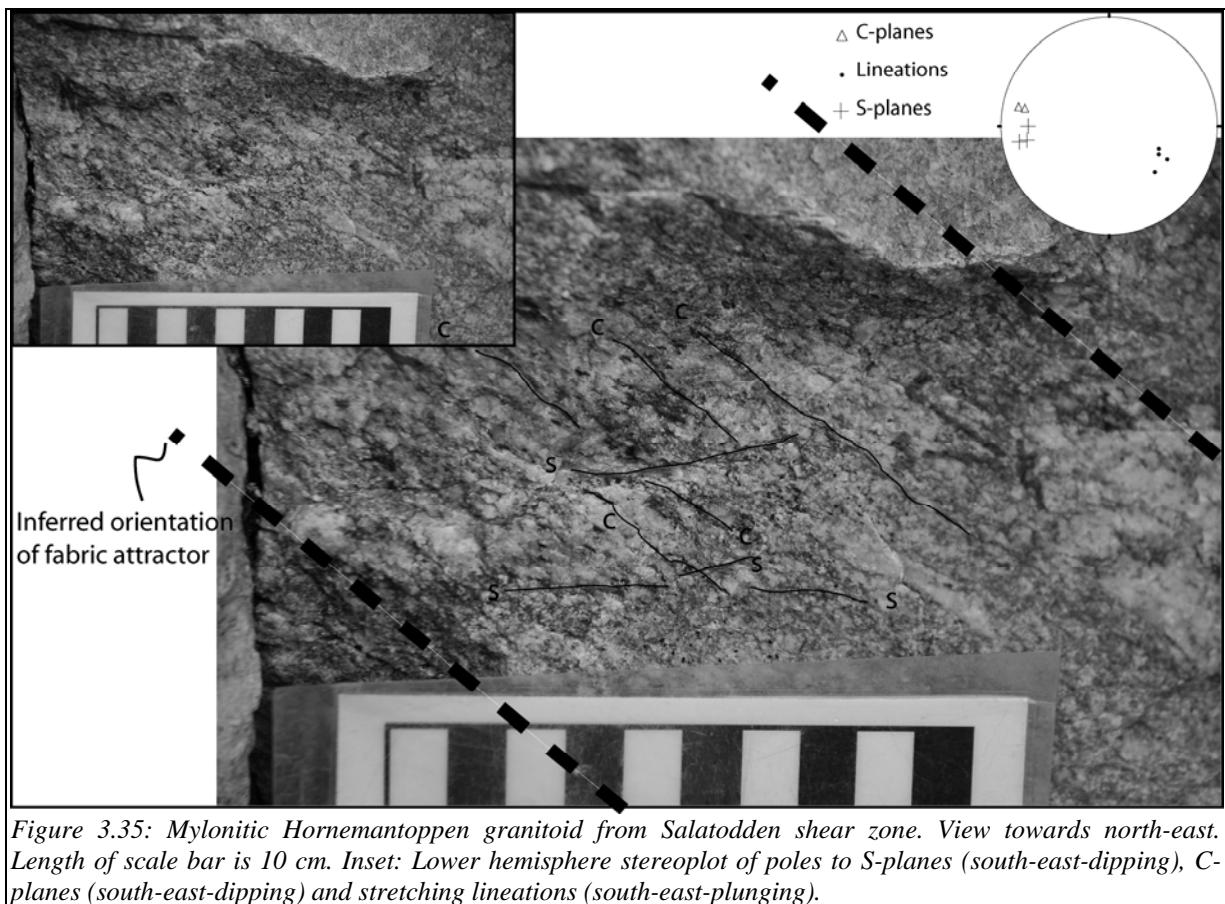 △ C-planes
• Lineations
+ S-planes
C
C
C
S
C
C
S
S
S
Inferred orientation
of fabric attractor
Figure 3.35: Mylonitic Hornemantoppen granitoid from Salatodden shear zone. View towards north-east.
Length of scale bar is 10 cm. Inset: Lower hemisphere stereoplot of poles to S-planes (south-east-dipping), C-
planes (south-east-dipping) and stretching lineations (south-east-plunging).